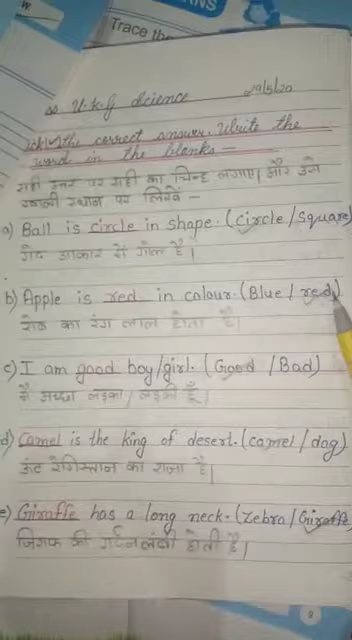 Trace the
U.K.G Science 29/5/20
the correct answer. Write the
word in the blanks -
सही उत्तर पर सही का चिन्ह लगाए। और उसे
खाली स्थान पर लिखें -
a) Ball is circle in shape. (circle / square)
गेंद आकार में गोल है।
b) Apple is red in colour. (Blue / red)
सेब का रंग लाल होता है।
c) I am good boy/girl. (Good / Bad)
मैं अच्छा लड़का / लड़की हूँ।
d) Camel is the king of desert. (camel / dog)
ऊंट रेगिस्तान का राजा है।
e) Giraffe has a long neck. (Zebra / Giraffe
जिराफ की गर्दन लंबी होती है।